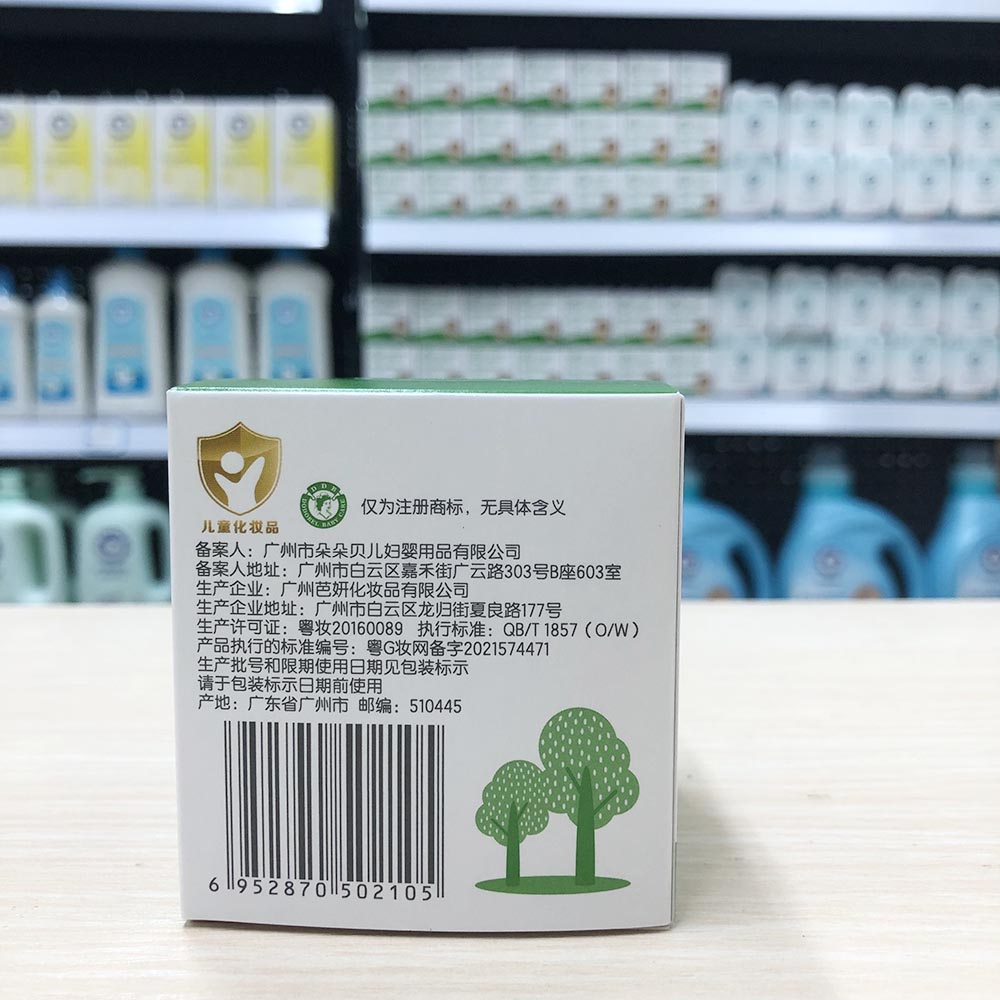 儿童化妆品
DDB
DODOBEL BABY CARE
仅为注册商标，无具体含义
备案人：广州市朵朵贝儿妇婴用品有限公司
备案人地址：广州市白云区嘉禾街广云路303号B座603室
生产企业：广州芭妍化妆品有限公司
生产企业地址：广州市白云区龙归街夏良路177号
生产许可证：粤妆20160089 执行标准：QB/T 1857（O/W）
产品执行的标准编号：粤G妆网备字2021574471
生产批号和限期使用日期见包装标示
请于包装标示日期前使用
产地：广东省广州市 邮编：510445
6 952870 502105